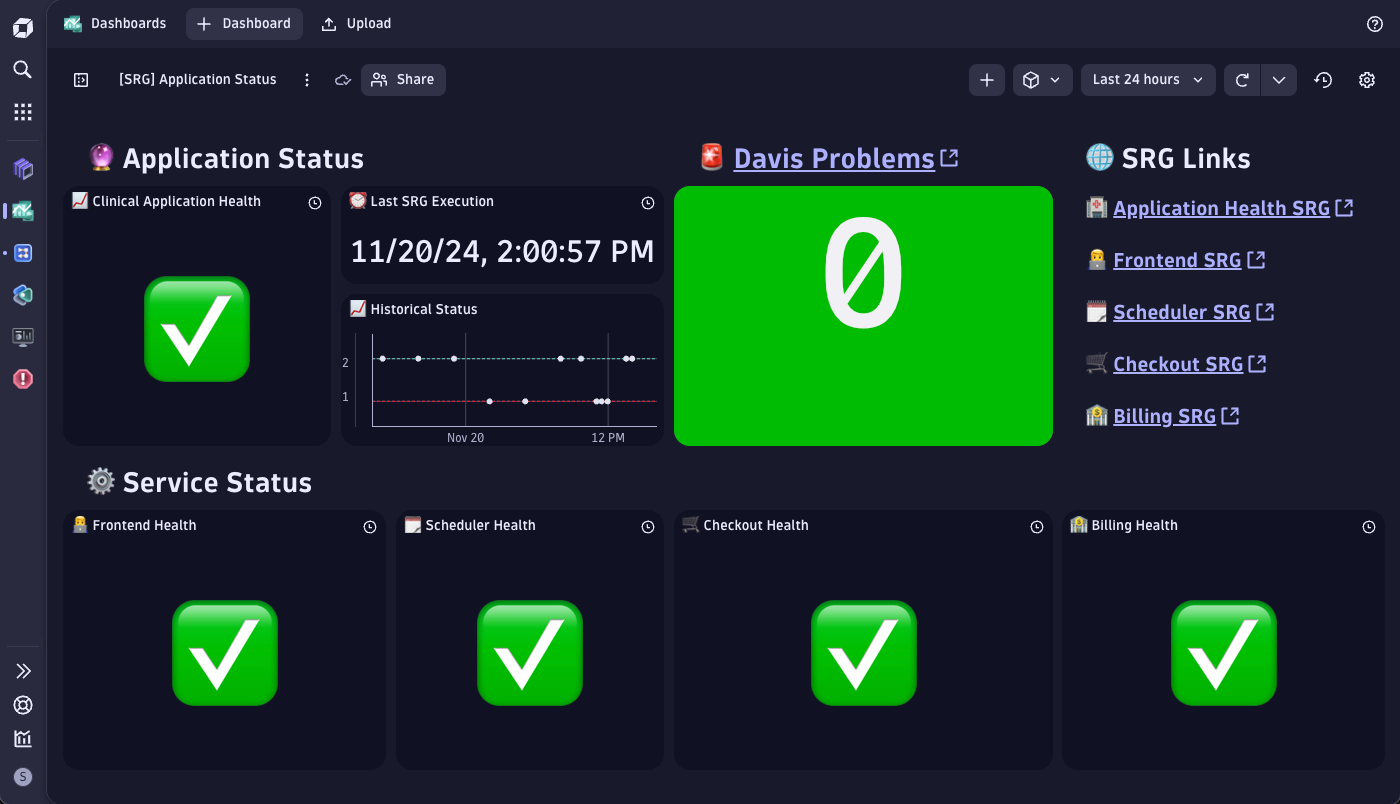 Dashboards
Dashboard
Upload
[SRG] Application Status
Share
Last 24 hours
Application Status
Davis Problems
SRG Links
Clinical Application Health
Last SRG Execution
11/20/24, 2:00:57 PM
Historical Status
2
1
Nov 20
12 PM
0
Application Health SRG
Frontend SRG
Scheduler SRG
Checkout SRG
Billing SRG
Service Status
Frontend Health
Scheduler Health
Checkout Health
Billing Health
S